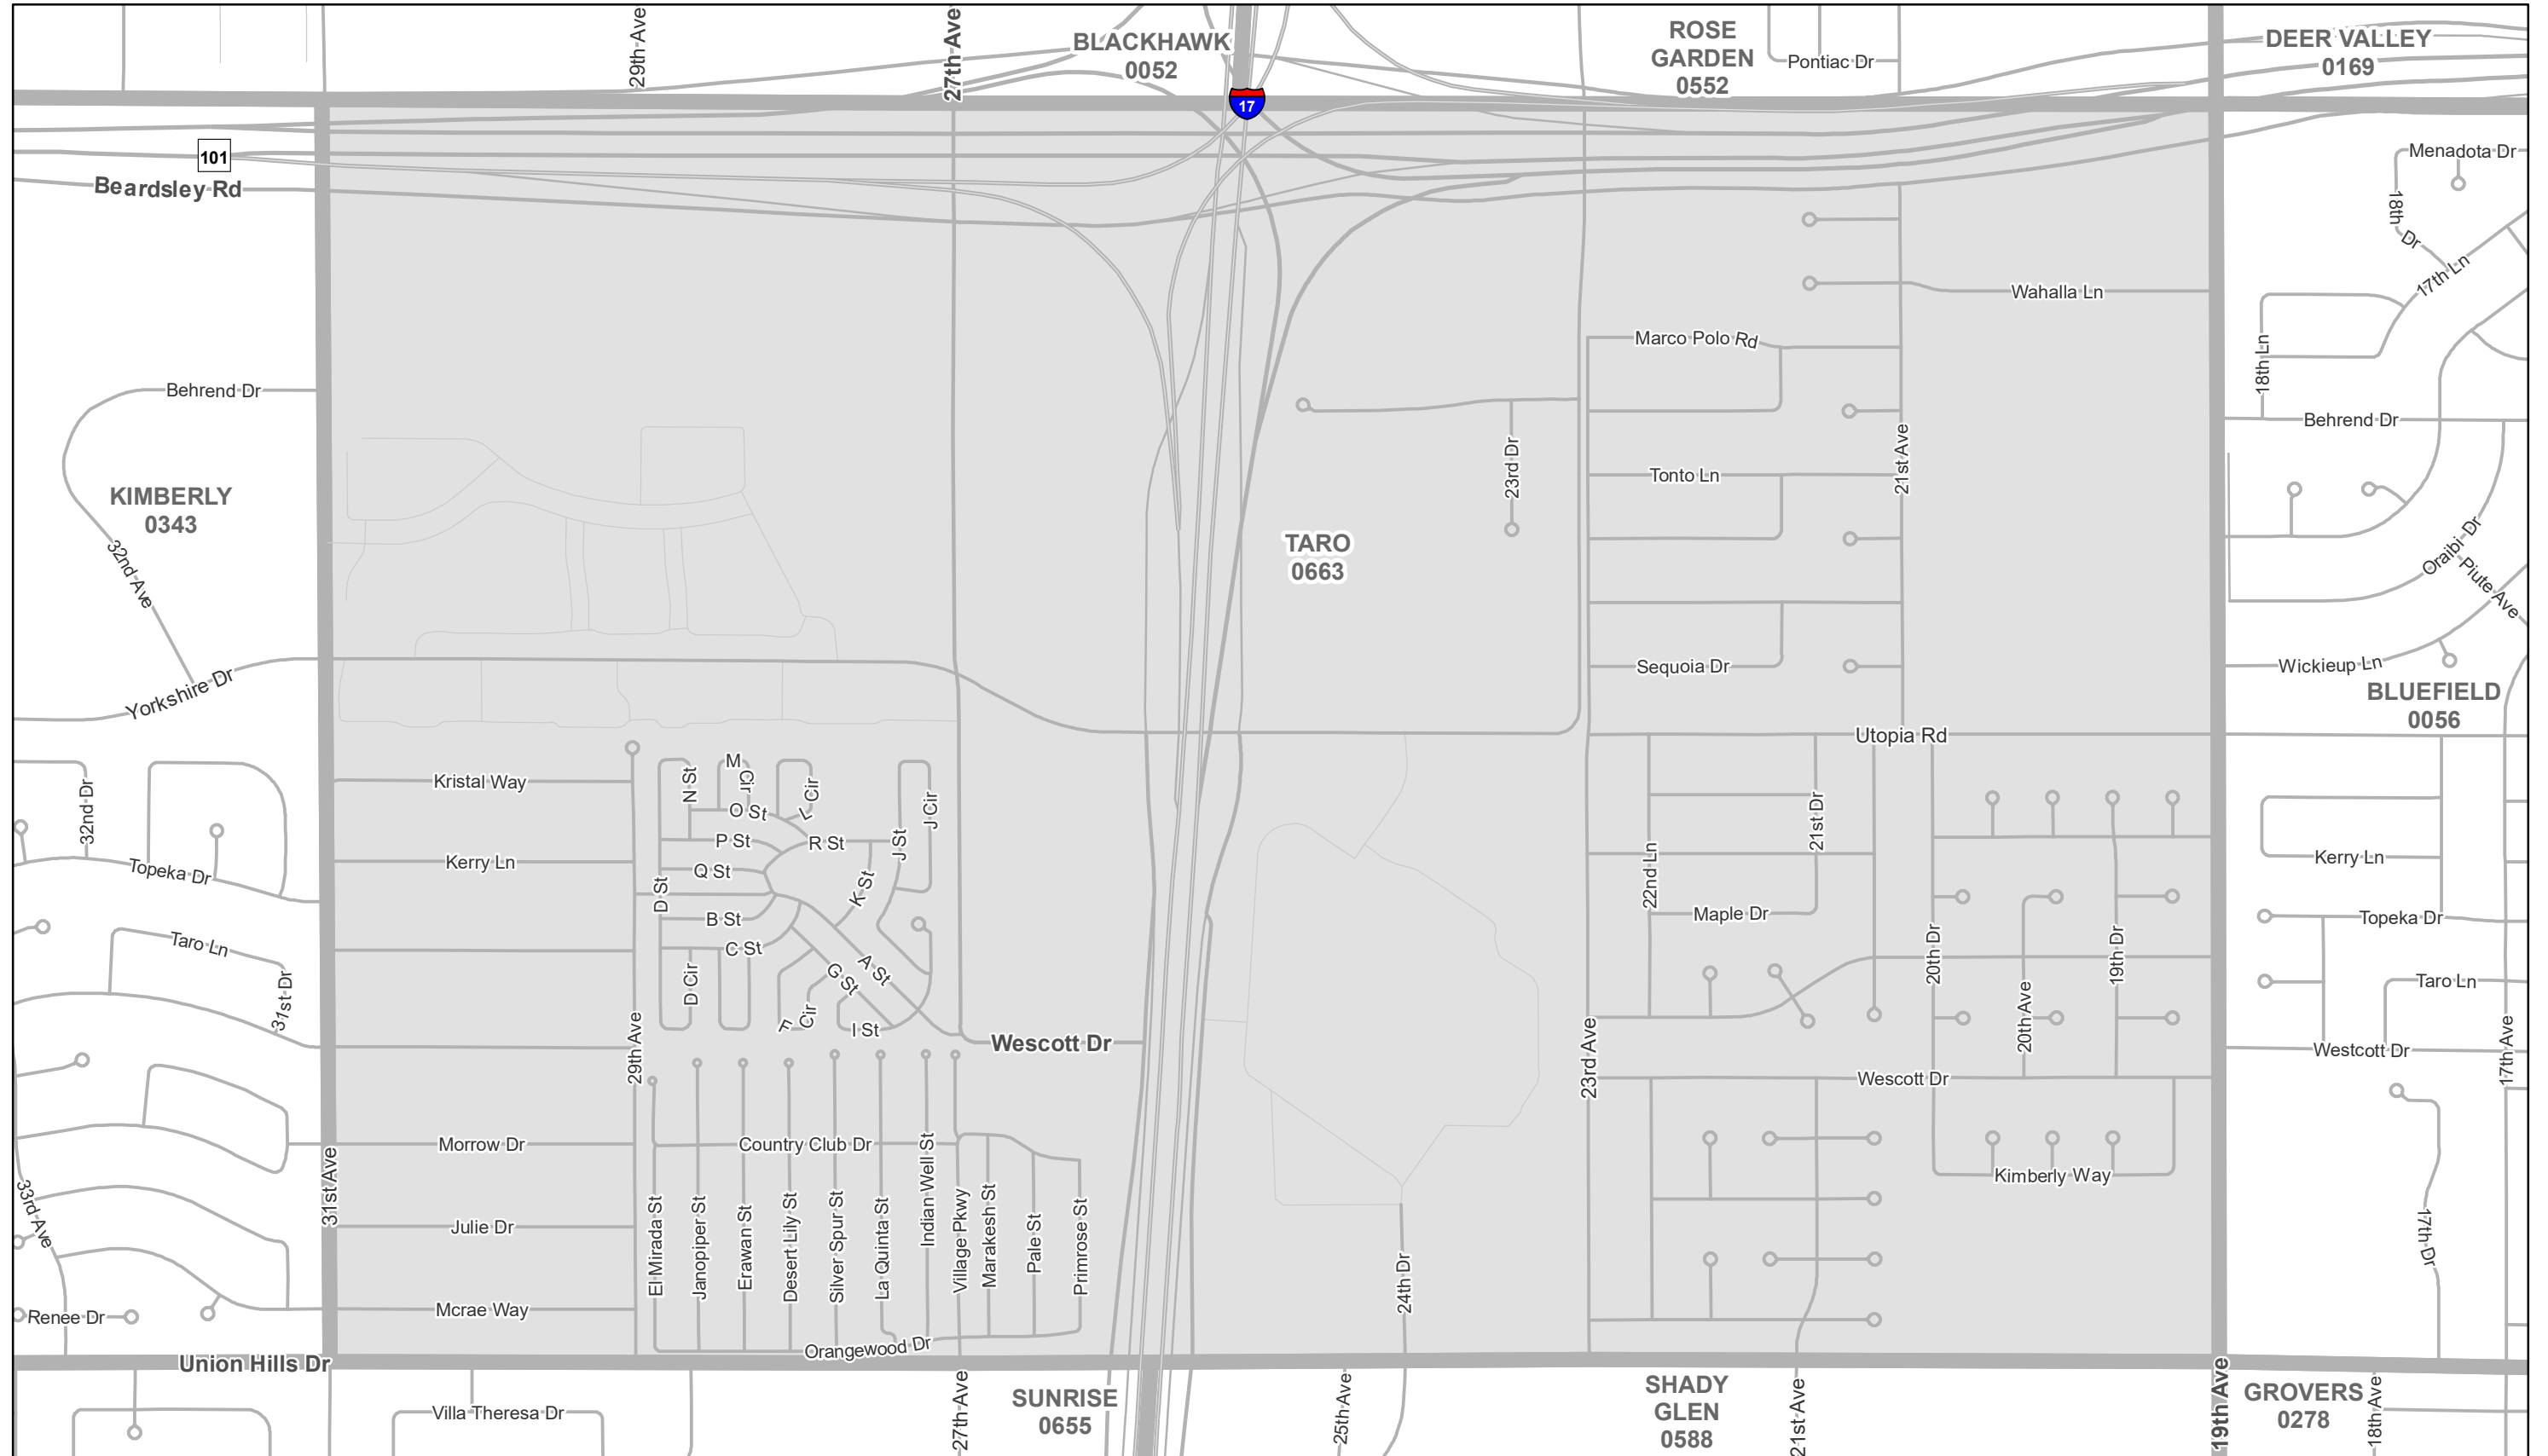 29th Ave
27th Ave
BLACKHAWK
0052
ROSE
GARDEN
0552
Pontiac Dr
DEER VALLEY
0169
17
101
Beardsley Rd
Menadota Dr
18th Dr
17th Ln
Wahalla Ln
Marco Polo Rd
18th Ln
Behrend Dr
Behrend Dr
KIMBERLY
0343
32nd Ave
23rd Dr
21st Ave
Tonto Ln
TARO
0663
Oraibi Dr
Piute Ave
Sequoia Dr
Wickieup Ln
Yorkshire Dr
BLUEFIELD
0056
Utopia Rd
Kristal Way
N St
M Cir
L Cir
J Cir
O St
32nd Dr
P St
R St
J St
21st Dr
Kerry Ln
Kerry Ln
Topeka Dr
Q St
K St
D St
22nd Ln
B St
Maple Dr
Topeka Dr
Taro Ln
C St
A St
G St
D Cir
F Cir
I St
20th Dr
19th Dr
Taro Ln
31st Dr
29th Ave
Wescott Dr
23rd Ave
20th Ave
Westcott Dr
17th Ave
Wescott Dr
Morrow Dr
Country Club Dr
31st Ave
Kimberly Way
33rd Ave
Julie Dr
El Mirada St
Janopiper St
Erawan St
Desert Lily St
Silver Spur St
La Quinta St
Indian Well St
Village Pkwy
Marakesh St
Pale St
Primrose St
24th Dr
17th Dr
Renee Dr
Mcrae Way
Orangewood Dr
Union Hills Dr
Villa Theresa Dr
27th Ave
SUNRISE
0655
25th Ave
SHADY
GLEN
0588
21st Ave
19th Ave
GROVERS
0278
18th Ave